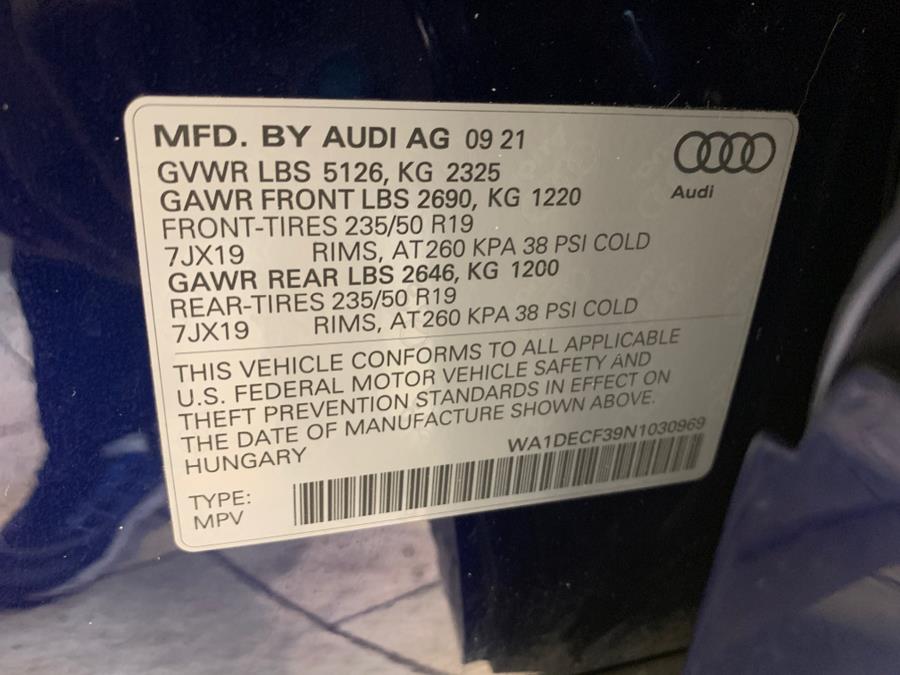 MFD. BY AUDI AG 09 21
Audi
GVWR LBS 5126, KG 2325
GAWR FRONT LBS 2690, KG 1220
FRONT-TIRES 235/50 R19
7JX19 RIMS, AT260 KPA 38 PSI COLD
GAWR REAR LBS 2646, KG 1200
REAR-TIRES 235/50 R19
7JX19 RIMS, AT 260 KPA 38 PSI COLD
THIS VEHICLE CONFORMS TO ALL APPLICABLE
U.S. FEDERAL MOTOR VEHICLE SAFETY AND
THEFT PREVENTION STANDARDS IN EFFECT ON
THE DATE OF MANUFACTURE SHOWN ABOVE.
HUNGARY WA1DECF39N1030969
TYPE:
MPV